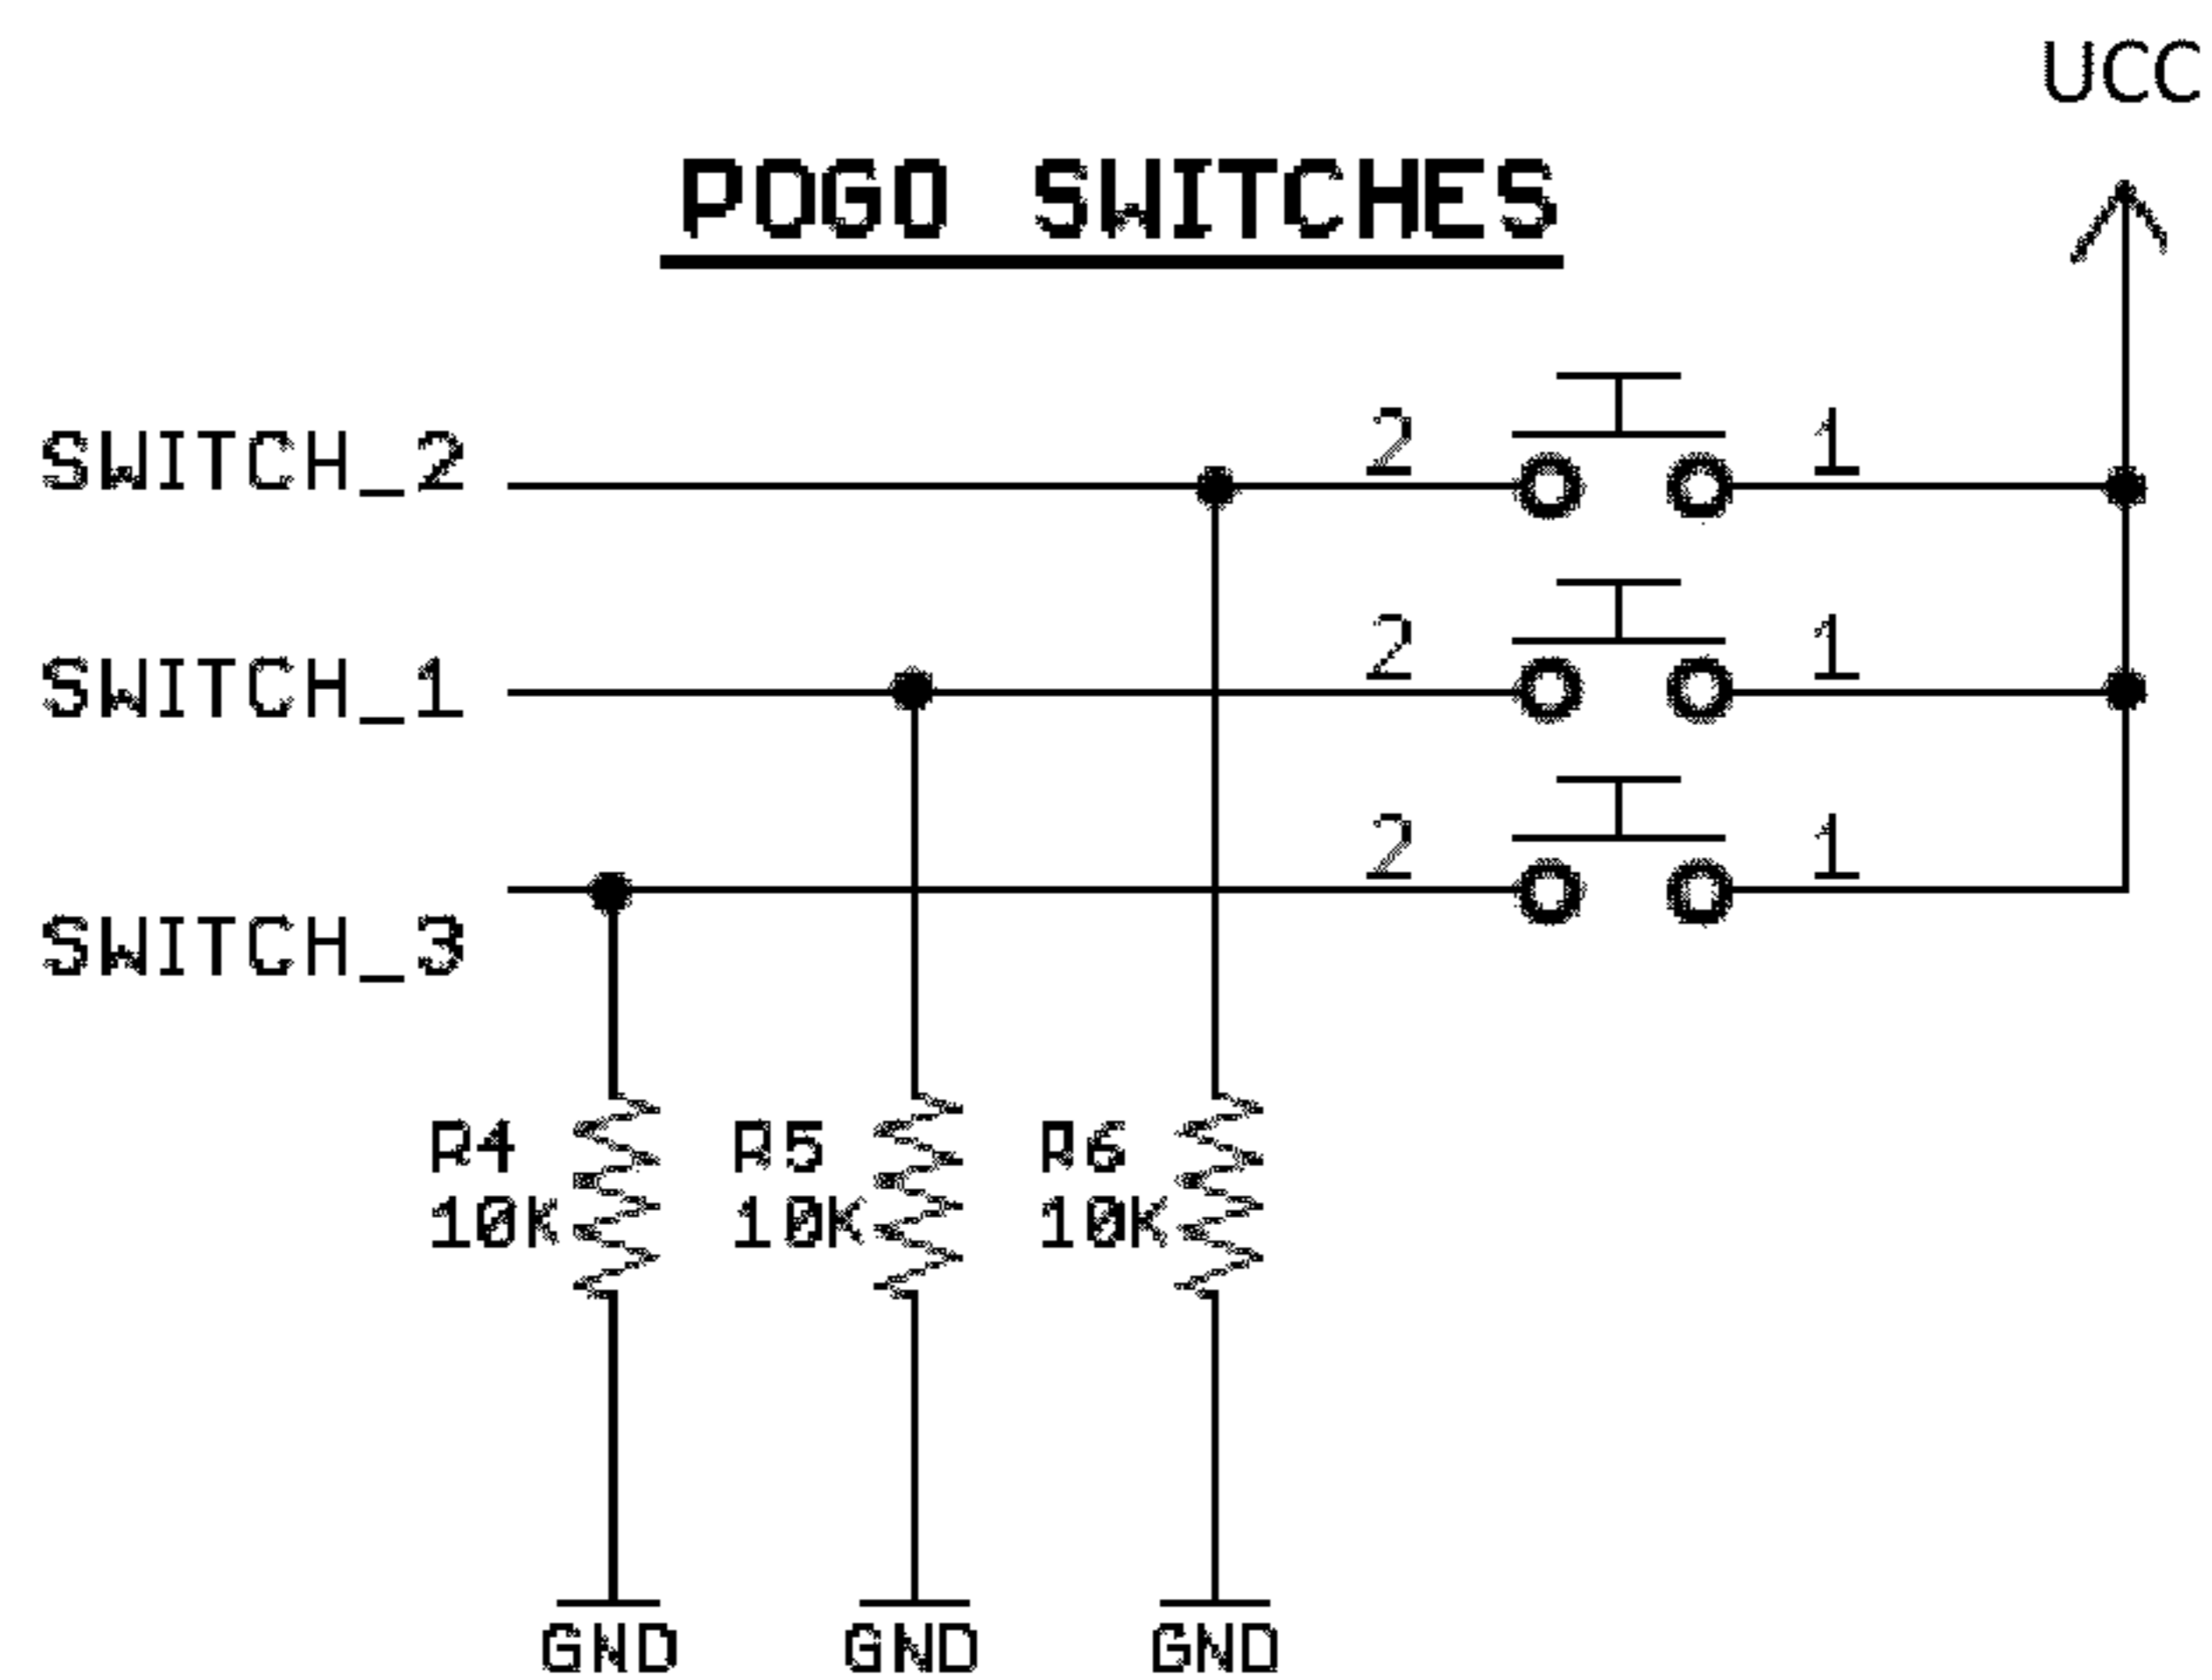 UCC
POGO SWITCHES
SWITCH_2
2 1
SWITCH_1
2 1
SWITCH_3
2 1
R4 R5 R6
10K 10K 10K
GND GND GND